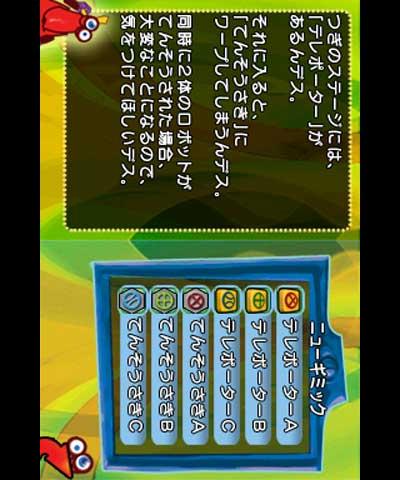 つぎのステージには、
「テレポーター」が
あるんデス。
それに入ると、
「てんそうさき」に
ワープしてしまうんデス。
同時に2体のロボットが
てんそうされた場合、
大変なことになるので、
気をつけてほしいデス。
ニューギミック
テレポーターA
テレポーターB
テレポーターC
てんそうさきA
てんそうさきB
てんそうさきC